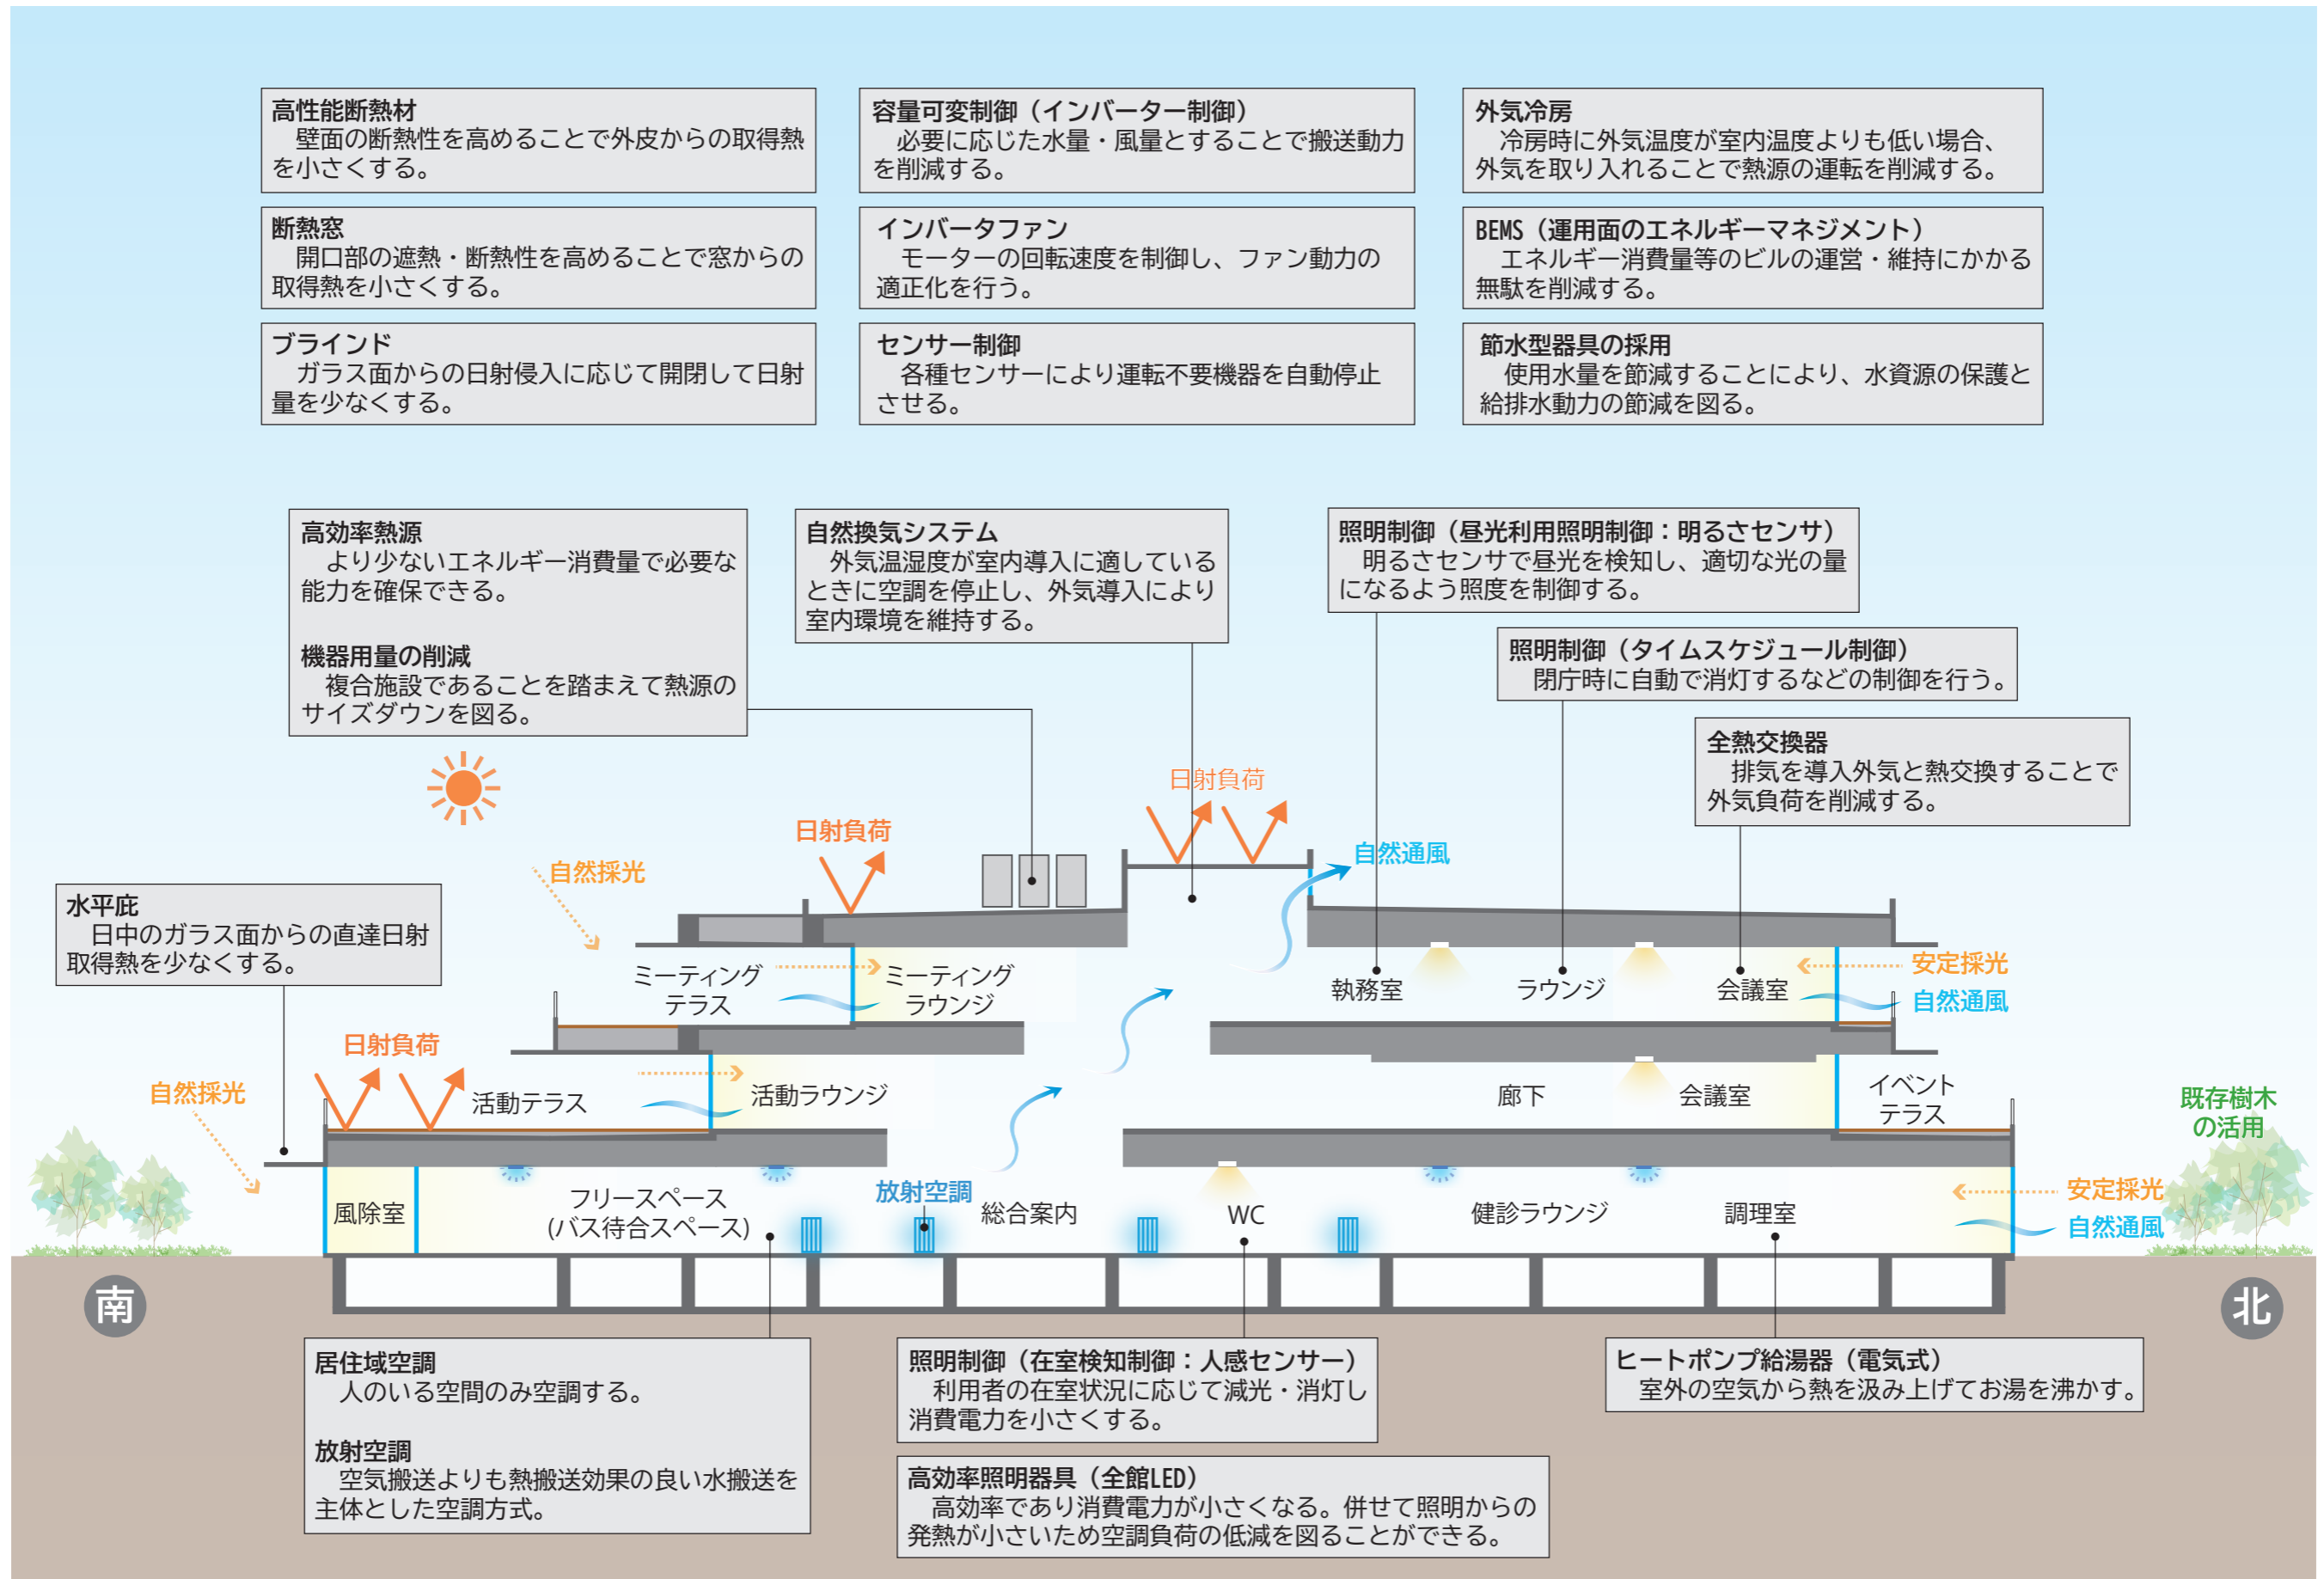 高性能断熱材
壁面の断熱性を高めることで外皮からの取得熱
を小さくする。
容量可変制御（インバーター制御）
必要に応じた水量・風量とすることで搬送動力
を削減する。
外気冷房
冷房時に外気温度が室内温度よりも低い場合、
外気を取り入れることで熱源の運転を削減する。
断熱窓
開口部の遮熱・断熱性を高めることで窓からの
取得熱を小さくする。
インバータファン
モーターの回転速度を制御し、ファン動力の
適正化を行う。
BEMS（運用面のエネルギーマネジメント）
エネルギー消費量等のビルの運営・維持にかかる
無駄を削減する。
ブラインド
ガラス面からの日射侵入に応じて開閉して日射
量を少なくする。
センサー制御
各種センサーにより運転不要機器を自動停止
させる。
節水型器具の採用
使用水量を節減することにより、水資源の保護と
給排水動力の節減を図る。
高効率熱源
より少ないエネルギー消費量で必要な
能力を確保できる。
機器用量の削減
複合施設であることを踏まえて熱源の
サイズダウンを図る。
自然換気システム
外気温湿度が室内導入に適している
ときに空調を停止し、外気導入により
室内環境を維持する。
照明制御（昼光利用照明制御：明るさセンサ）
明るさセンサで昼光を検知し、適切な光の量
になるよう照度を制御する。
照明制御（タイムスケジュール制御）
閉庁時に自動で消灯するなどの制御を行う。
全熱交換器
排気を導入外気と熱交換することで
外気負荷を削減する。
日射負荷
日射負荷
自然採光
自然通風
水平庇
日中のガラス面からの直達日射
取得熱を少なくする。
ミーティング
テラス
ミーティング
ラウンジ
執務室
ラウンジ
会議室
安定採光
自然通風
日射負荷
自然採光
活動テラス
活動ラウンジ
廊下
会議室
イベント
テラス
既存樹木
の活用
風除室
フリースペース
(バス待合スペース)
放射空調
総合案内
WC
健診ラウンジ
調理室
安定採光
自然通風
南
北
居住域空調
人のいる空間のみ空調する。
放射空調
空気搬送よりも熱搬送効果の良い水搬送を
主体とした空調方式。
照明制御（在室検知制御：人感センサー）
利用者の在室状況に応じて減光・消灯し
消費電力を小さくする。
ヒートポンプ給湯器（電気式）
室外の空気から熱を汲み上げてお湯を沸かす。
高効率照明器具（全館LED）
高効率であり消費電力が小さくなる。併せて照明からの
発熱が小さいため空調負荷の低減を図ることができる。